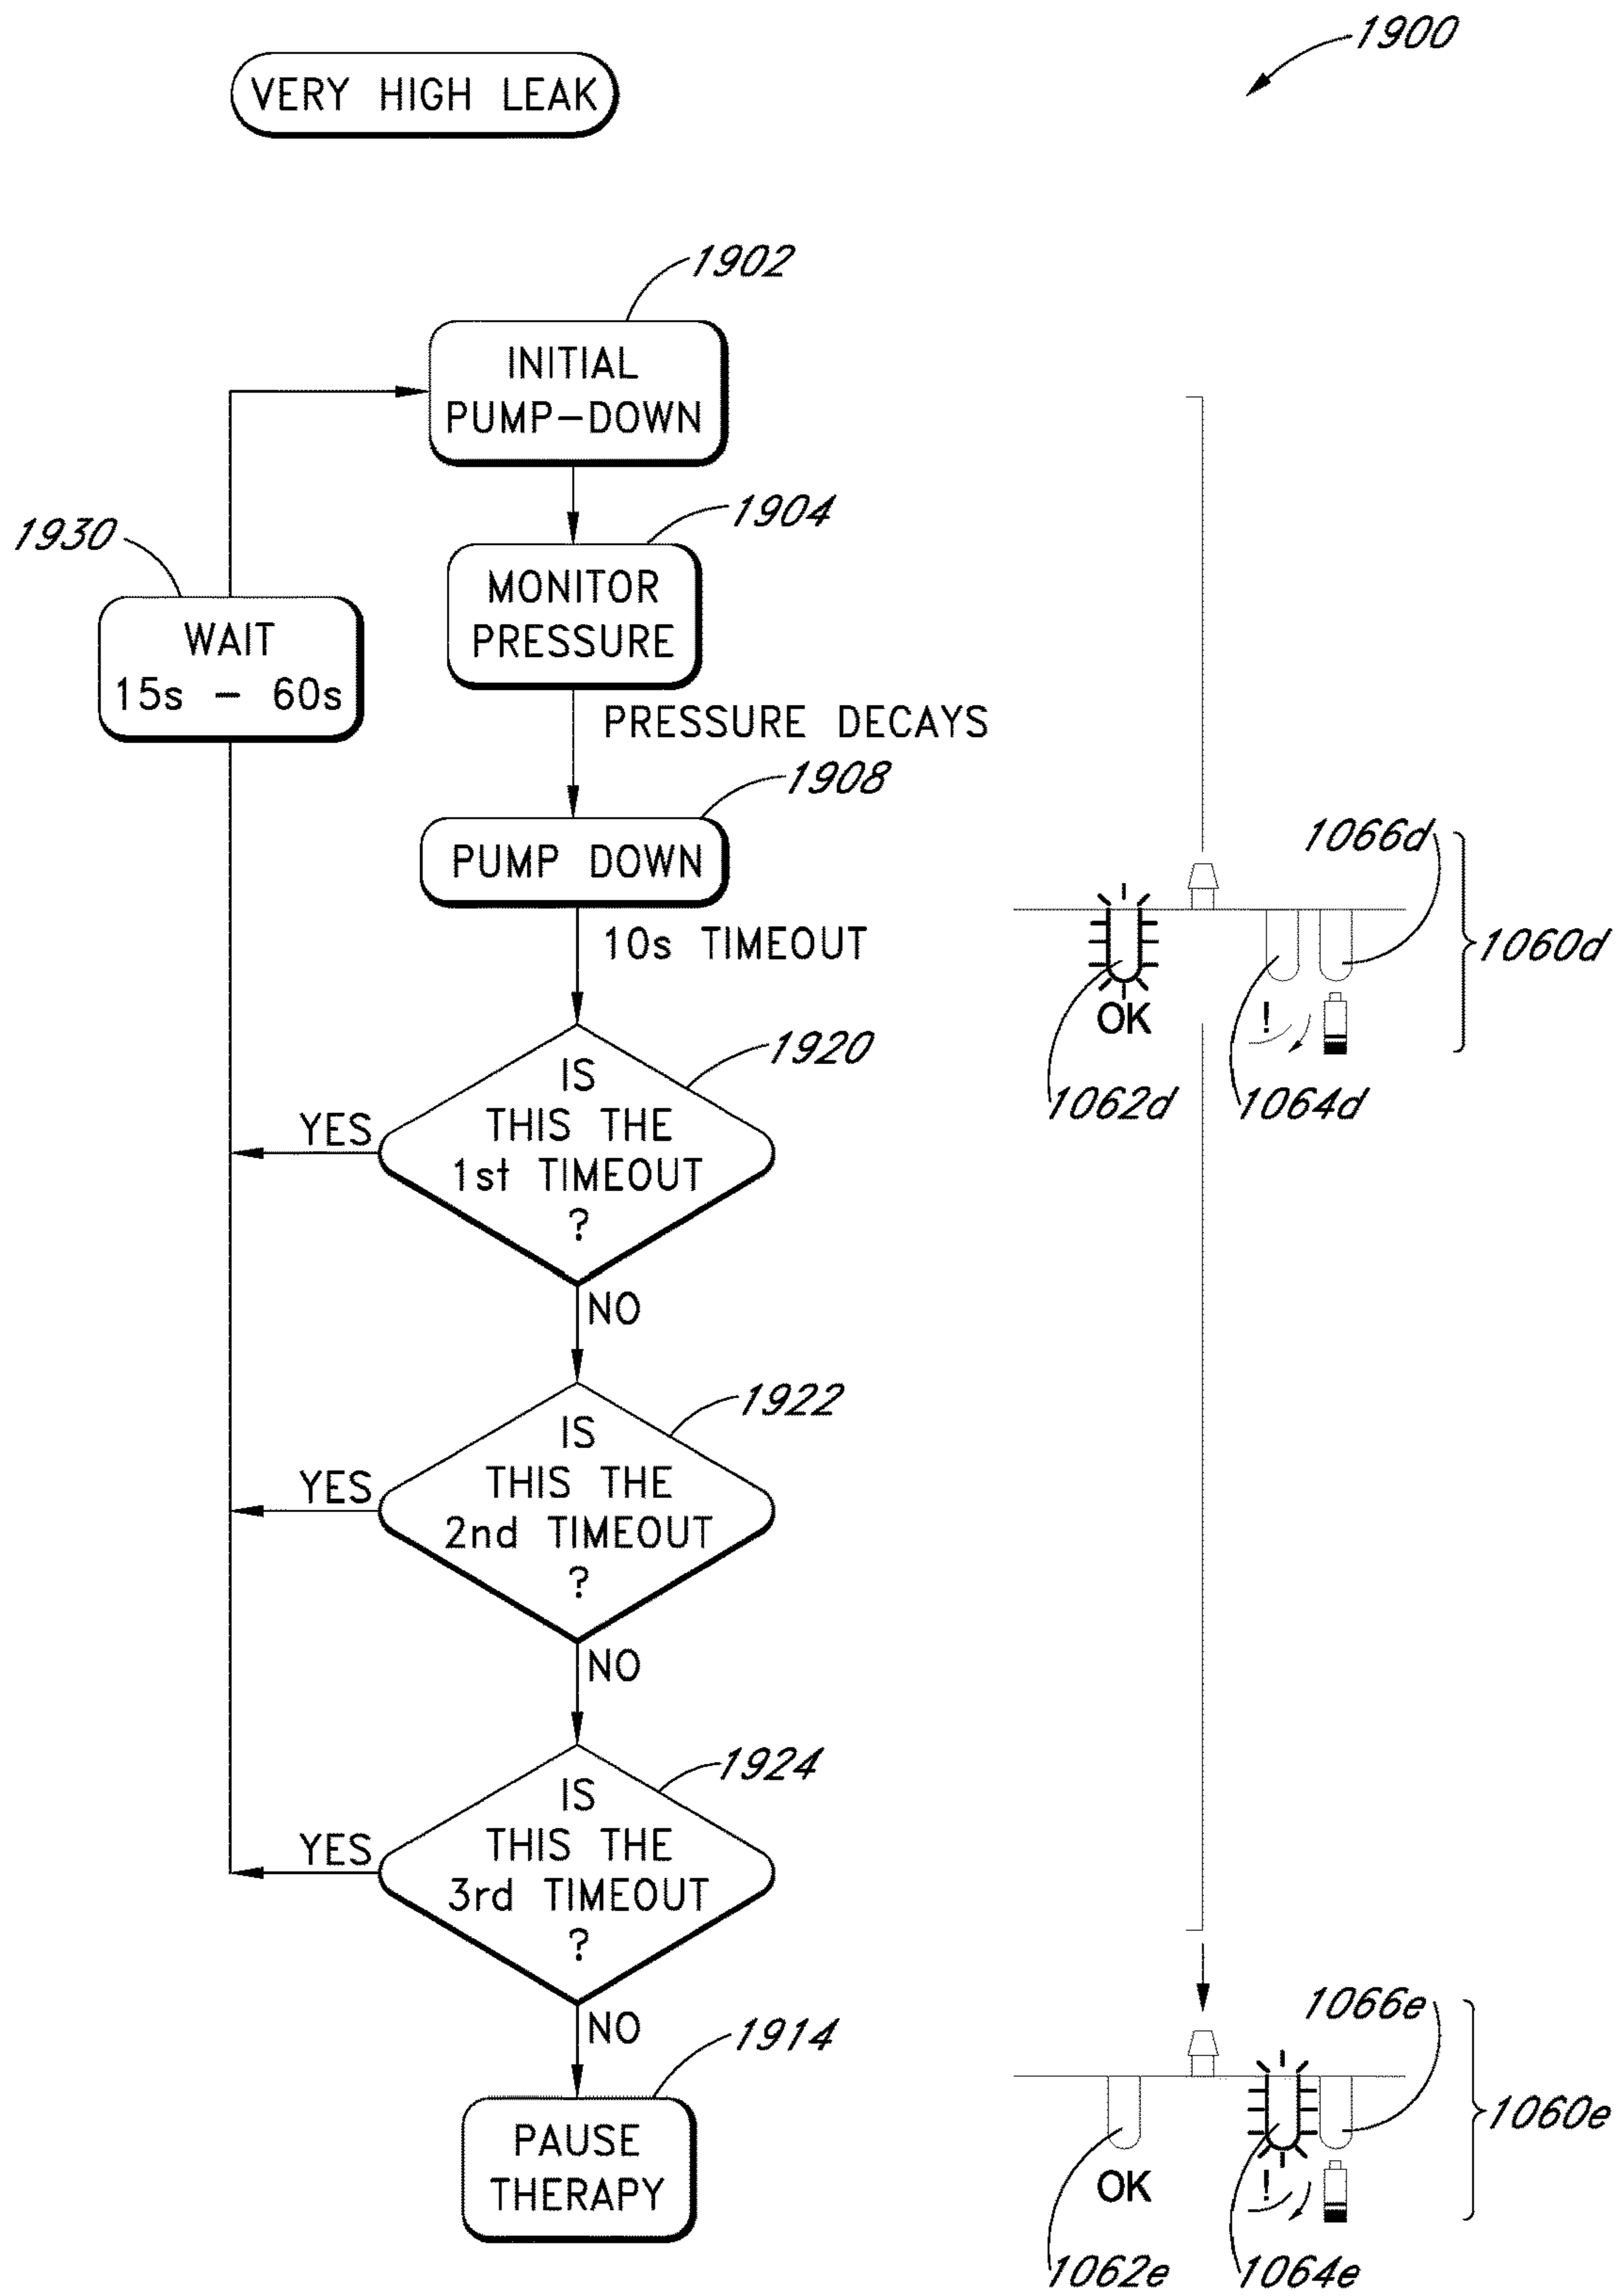 1900
VERY HIGH LEAK
1902
INITIAL
PUMP-DOWN
1904
1930
MONITOR
PRESSURE
WAIT
15s - 60s
PRESSURE DECAYS
1908
PUMP DOWN
1066d
10s TIMEOUT
1060d
OK
!
1062d
1064d
1920
IS
THIS THE
1st TIMEOUT
?
YES
NO
1922
IS
THIS THE
2nd TIMEOUT
?
YES
NO
1924
IS
THIS THE
3rd TIMEOUT
?
YES
NO
1914
PAUSE
THERAPY
1066e
1060e
OK
!
1062e
1064e